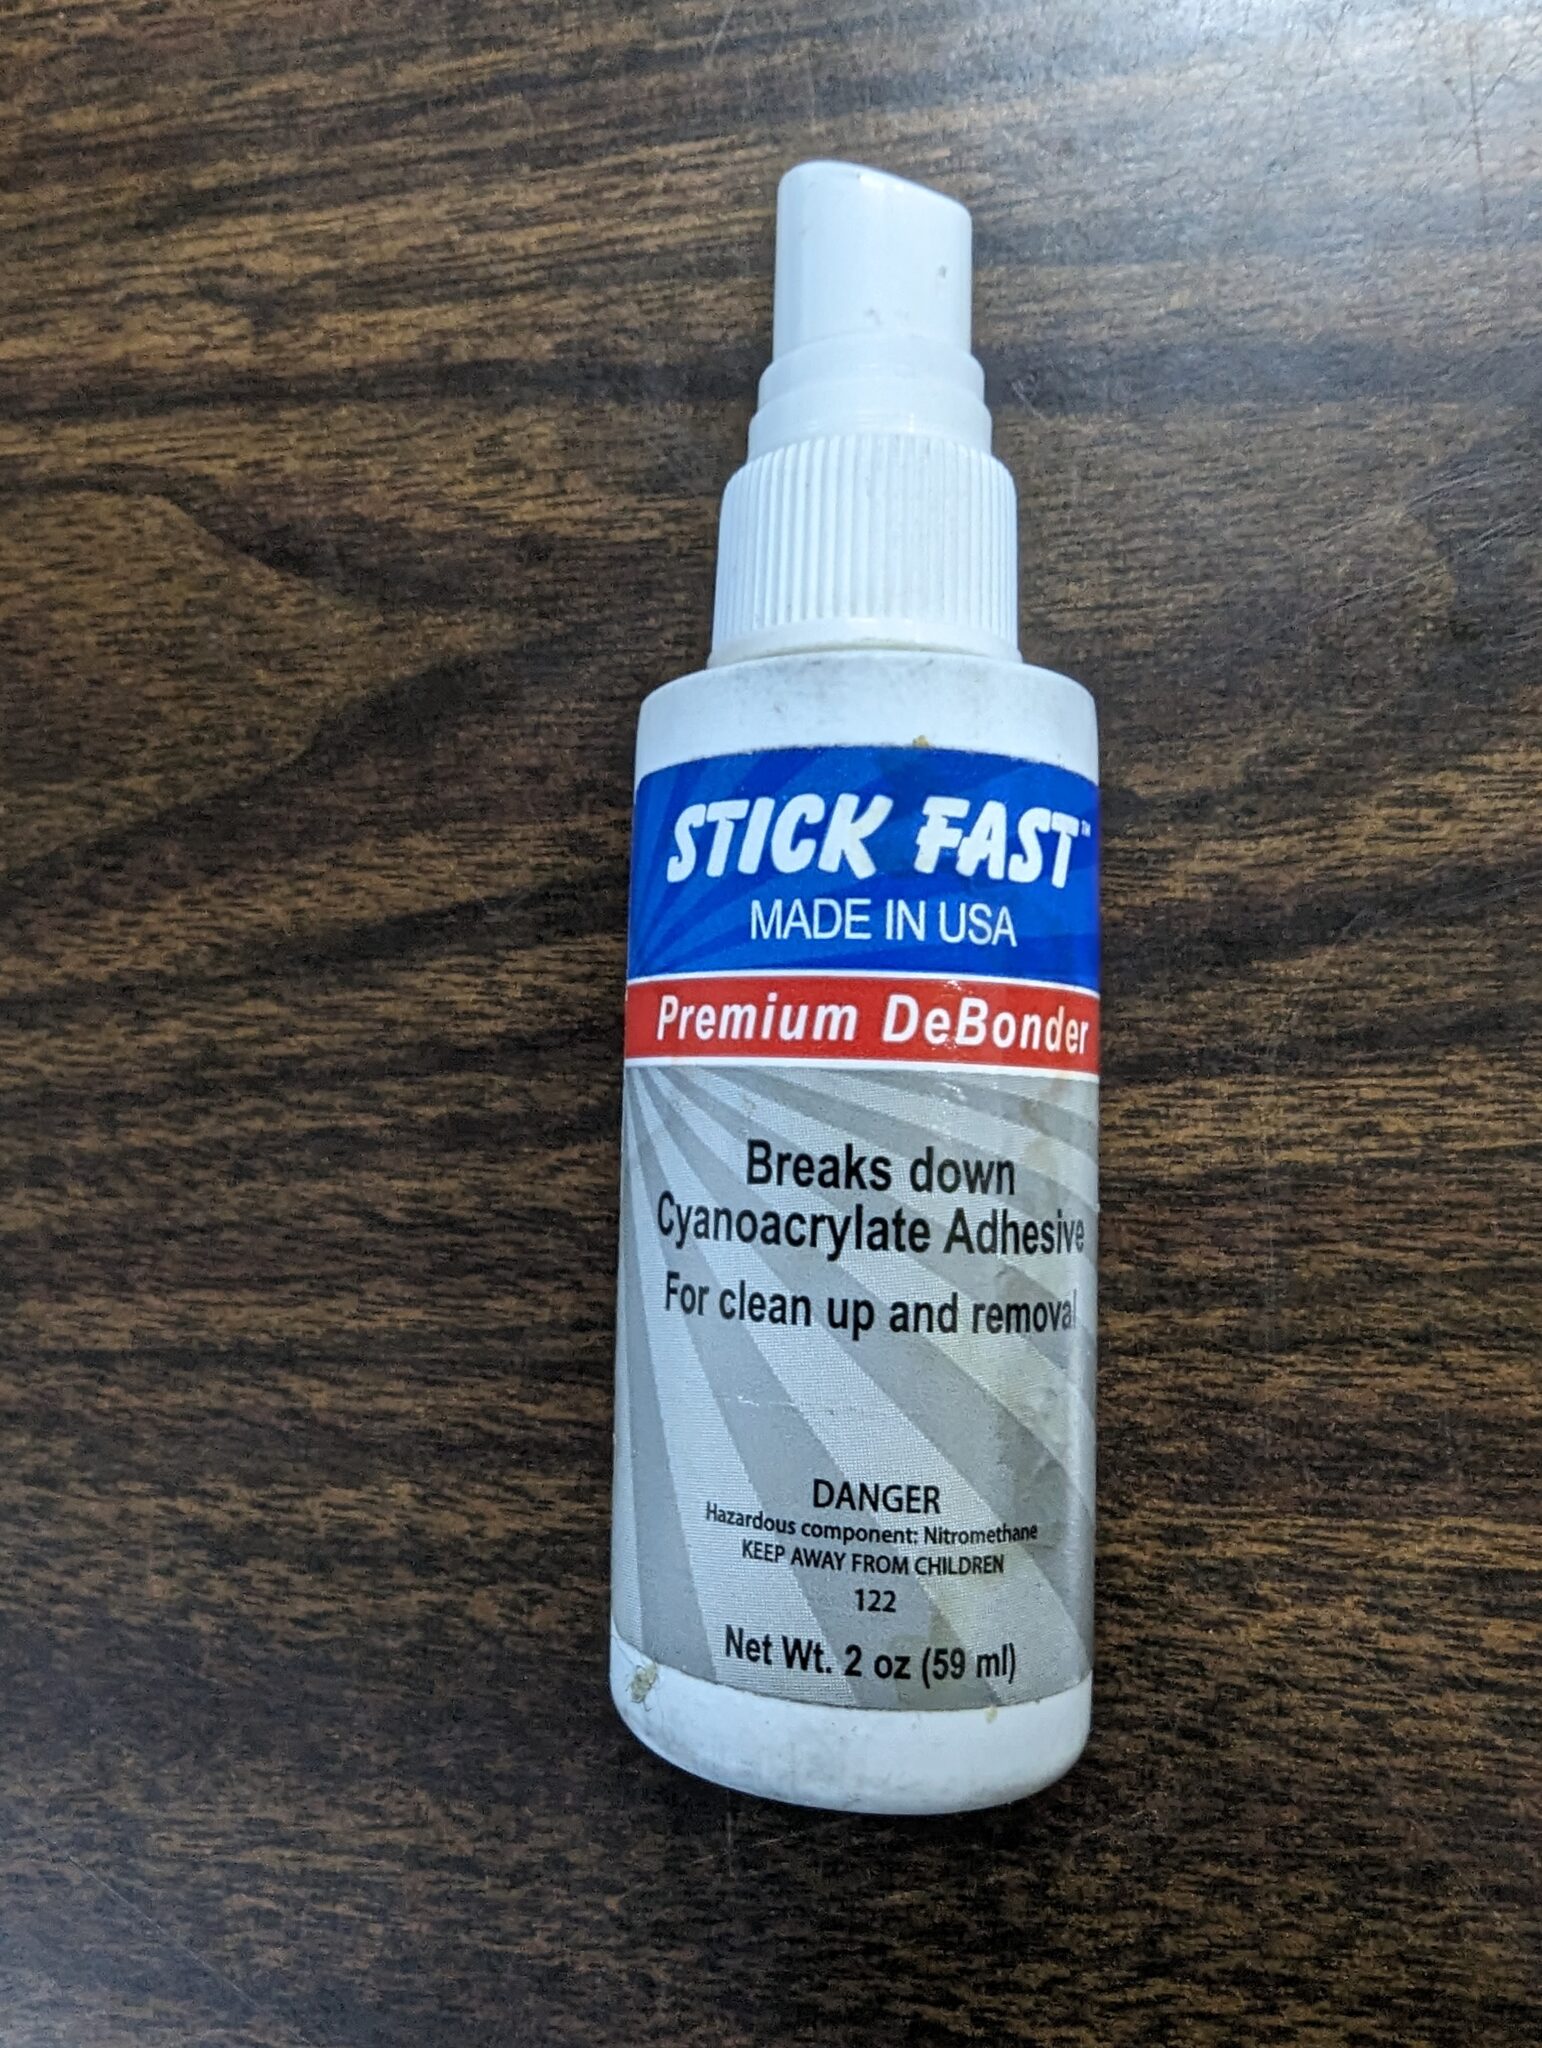 STICK FAST™
MADE IN USA
Premium DeBonder
Breaks down
Cyanoacrylate Adhesive
For clean up and removal
DANGER
Hazardous component: Nitromethane
KEEP AWAY FROM CHILDREN
122
Net Wt. 2 oz (59 ml)